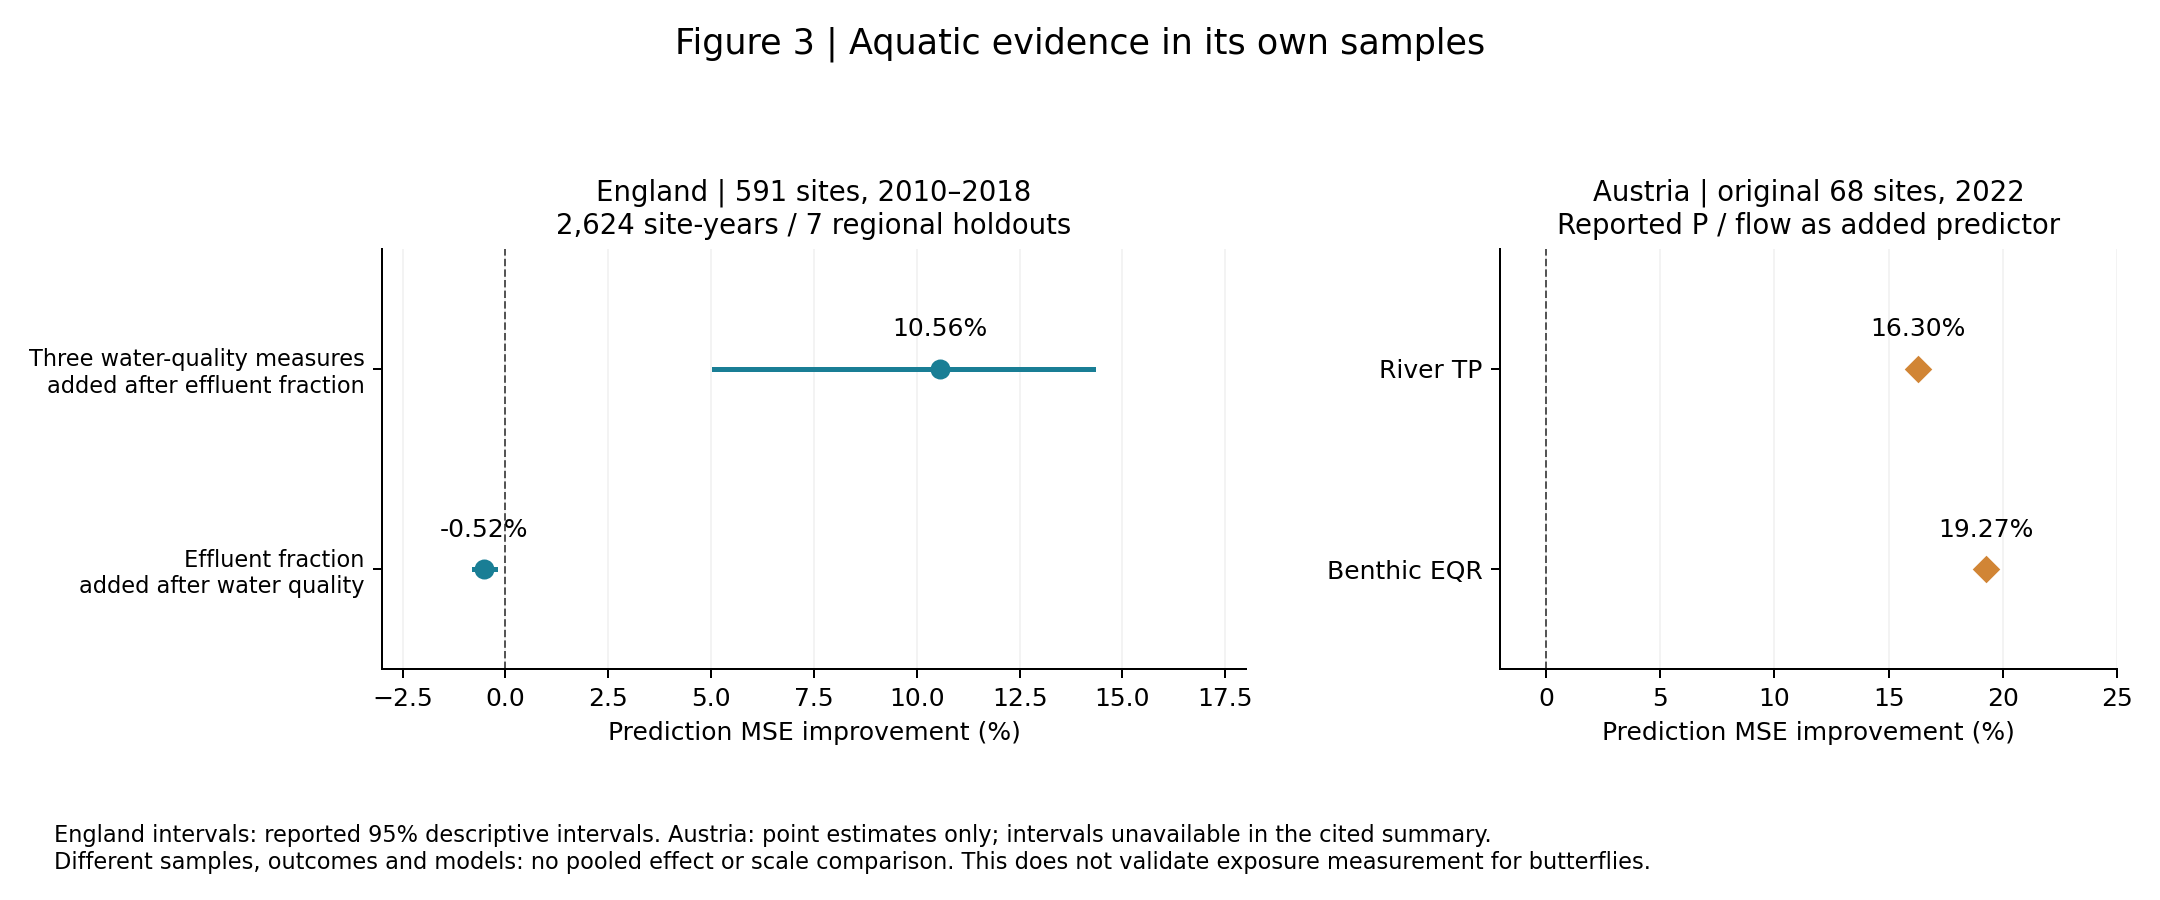 Figure 3 | Aquatic evidence in its own samples
England | 591 sites, 2010–2018
2,624 site-years / 7 regional holdouts
Three water-quality measures
added after effluent fraction
10.56%
Effluent fraction
added after water quality
-0.52%
−2.5 0.0 2.5 5.0 7.5 10.0 12.5 15.0 17.5
Prediction MSE improvement (%)
Austria | original 68 sites, 2022
Reported P / flow as added predictor
River TP
16.30%
Benthic EQR
19.27%
0 5 10 15 20 25
Prediction MSE improvement (%)
England intervals: reported 95% descriptive intervals. Austria: point estimates only; intervals unavailable in the cited summary.
Different samples, outcomes and models: no pooled effect or scale comparison. This does not validate exposure measurement for butterflies.